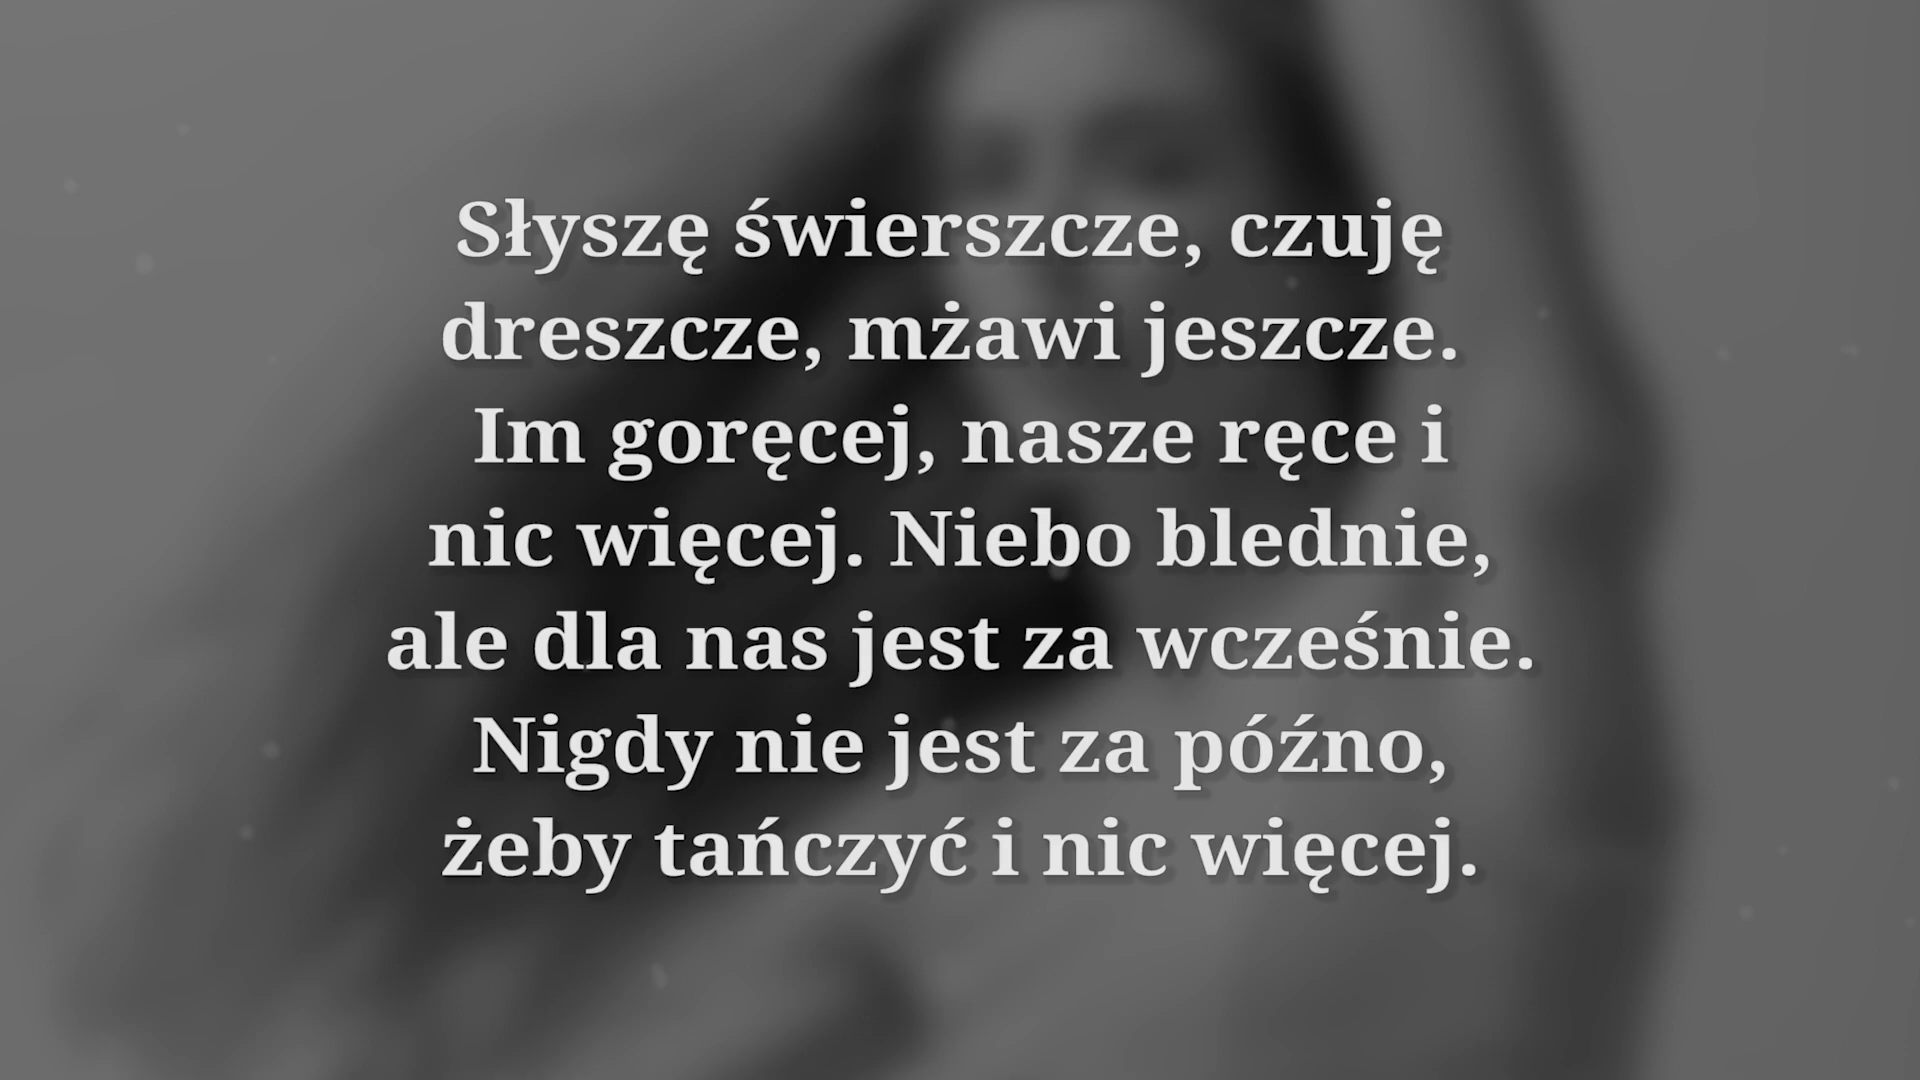 Słyszę świerszcze, czuję
dreszcze, mżawi jeszcze.
Im goręcej, nasze ręce i
nic więcej. Niebo blednie,
ale dla nas jest za wcześnie.
Nigdy nie jest za późno,
żeby tańczyć i nic więcej.